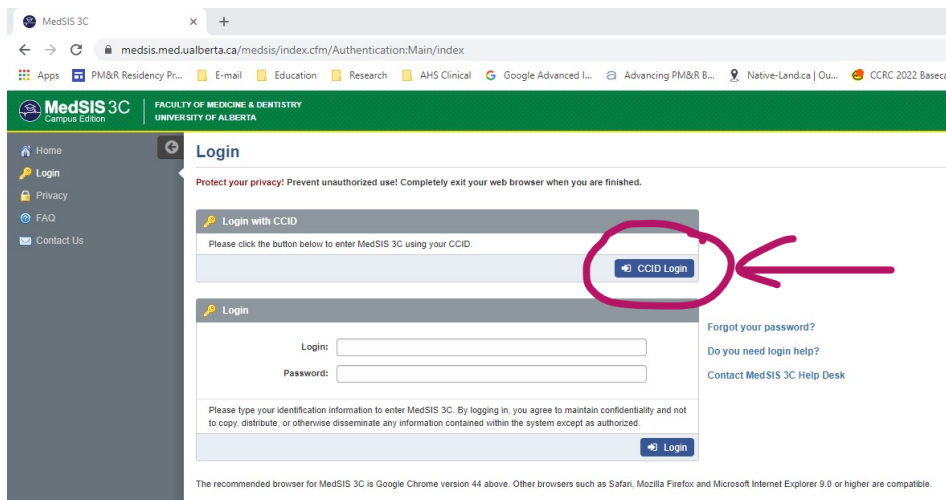 MedSIS 3C
medsis.med.ualberta.ca/medsis/index.cfm/Authentication:Main/index
Apps PM&R Residency Pr... E-mail Education Research AHS Clinical Google Advanced I... Advancing PM&R B... Native-Land.ca | Ou... CCRC 2022 Baseca
MedSIS 3C
Campus Edition
FACULTY OF MEDICINE & DENTISTRY
UNIVERSITY OF ALBERTA
Home
Login
Privacy
FAQ
Contact Us
Login
Protect your privacy! Prevent unauthorized use! Completely exit your web browser when you are finished.
Login with CCID
Please click the button below to enter MedSIS 3C using your CCID.
CCID Login
Login
Login:
Password:
Please type your identification information to enter MedSIS 3C. By logging in, you agree to maintain confidentiality and not
to copy, distribute, or otherwise disseminate any information contained within the system except as authorized.
Login
Forgot your password?
Do you need login help?
Contact MedSIS 3C Help Desk
The recommended browser for MedSIS 3C is Google Chrome version 44 above. Other browsers such as Safari, Mozilla Firefox and Microsoft Internet Explorer 9.0 or higher are compatible.